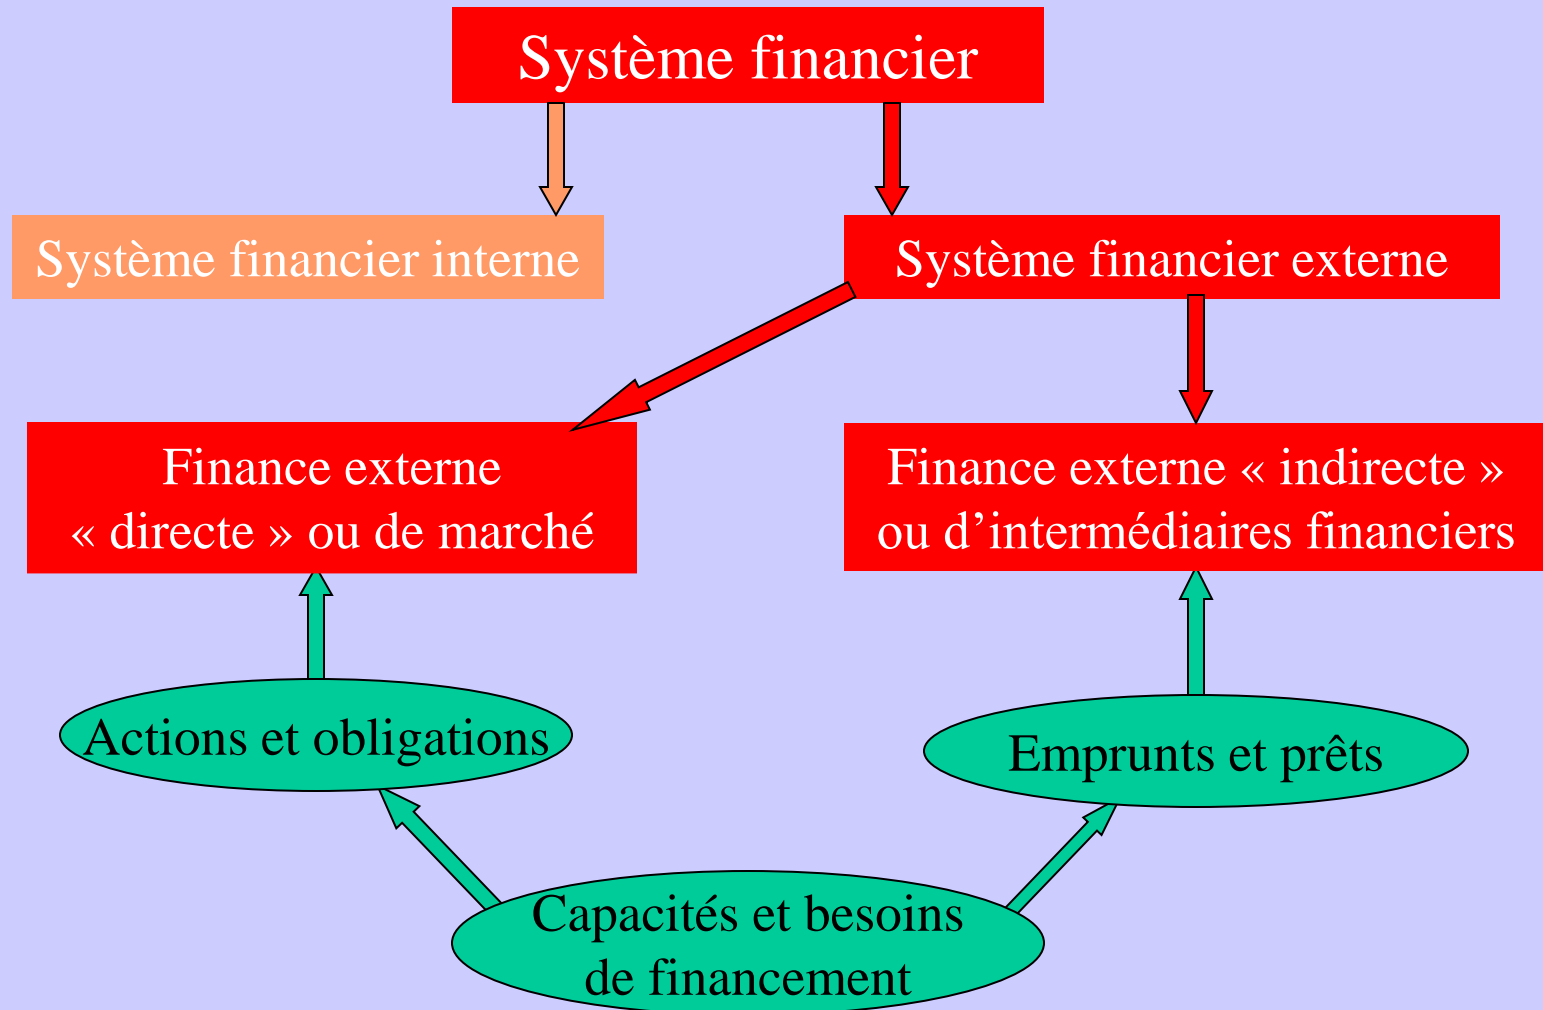 Système financier
Système financier interne
Système financier externe
Finance externe
« directe » ou de marché
Finance externe « indirecte »
ou d’intermédiaires financiers
Actions et obligations
Emprunts et prêts
Capacités et besoins
de financement